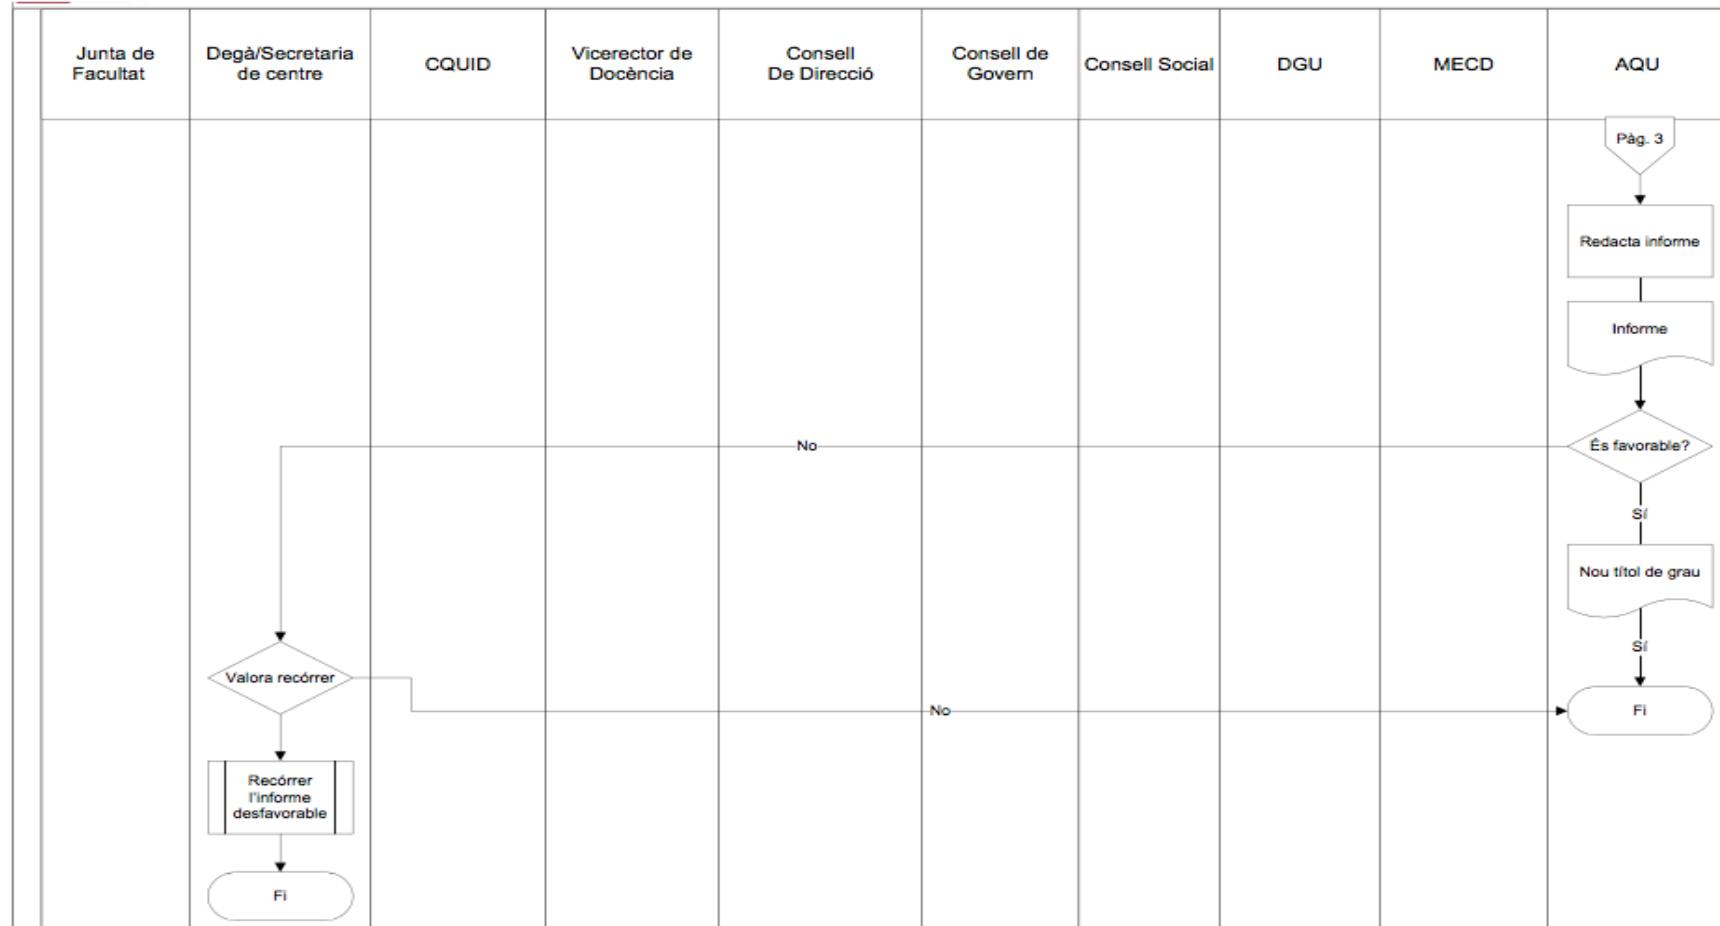 Junta de
Facultat
Degà/Secretaria
de centre
CQUID
Vicerector de
Docència
Consell
De Direcció
Consell de
Govern
Consell Social
DGU
MECD
AQU
Pàg. 3
Redacta informe
Informe
És favorable?
No
Sí
Nou títol de grau
Sí
Valora recórrer
No
Fi
Recórrer
l'informe
desfavorable
Fi